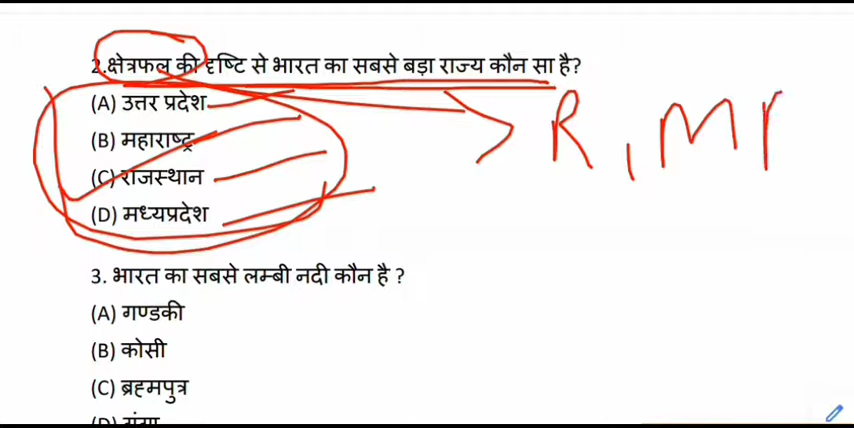 2.क्षेत्रफल की दृष्टि से भारत का सबसे बड़ा राज्य कौन सा है?
(A) उत्तर प्रदेश
(B) महाराष्ट्र
(C) राजस्थान
(D) मध्यप्रदेश
R, M
3. भारत का सबसे लम्बी नदी कौन है ?
(A) गण्डकी
(B) कोसी
(C) ब्रह्मपुत्र
(D) गंगा